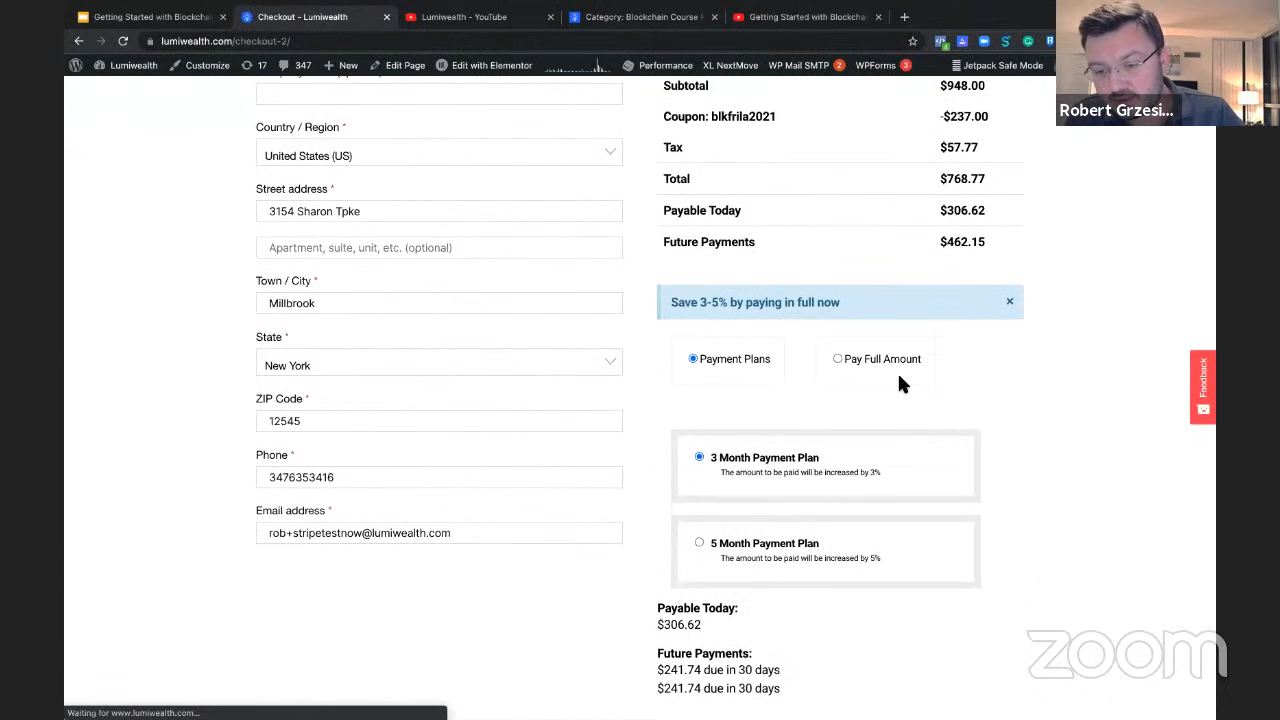 Getting Started with Blockchain
Checkout - Lumiwealth
Lumiwealth - YouTube
Category: Blockchain Course
Getting Started with Blockcha
lumiwealth.com/checkout-2/
Lumiwealth
Customize
17
347
New
Edit Page
Edit with Elementor
Performance
XL NextMove
WP Mail SMTP 2
WPForms 3
Jetpack Safe Mode
Robert Grzesi...
Country / Region *
United States (US)
Street address *
3154 Sharon Tpke
Apartment, suite, unit, etc. (optional)
Town / City *
Millbrook
State *
New York
ZIP Code *
12545
Phone *
3476353416
Email address *
rob+stripetestnow@lumiwealth.com
Subtotal $948.00
Coupon: blkfrila2021 -$237.00
Tax $57.77
Total $768.77
Payable Today $306.62
Future Payments $462.15
Save 3-5% by paying in full now ×
Payment Plans
Pay Full Amount
3 Month Payment Plan
The amount to be paid will be increased by 3%
5 Month Payment Plan
The amount to be paid will be increased by 5%
Payable Today:
$306.62
Future Payments:
$241.74 due in 30 days
$241.74 due in 30 days
Feedback
zoom
Waiting for www.lumiwealth.com...